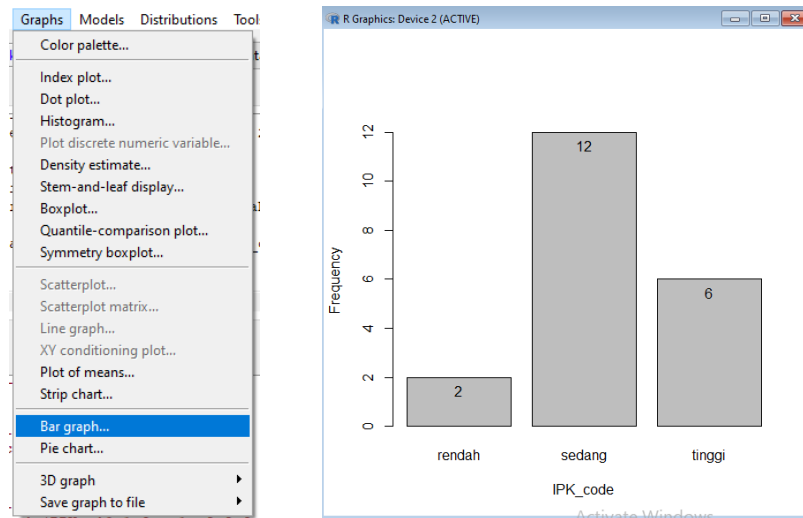 Graphs Models Distributions Tool
Color palette...
Index plot...
Dot plot...
Histogram...
Plot discrete numeric variable...
Density estimate...
Stem-and-leaf display...
Boxplot...
Quantile-comparison plot...
Symmetry boxplot...
Scatterplot...
Scatterplot matrix...
Line graph...
XY conditioning plot...
Plot of means...
Strip chart...
Bar graph...
Pie chart...
3D graph
Save graph to file
R Graphics: Device 2 (ACTIVE)
Frequency
12
10
8
6
4
2
0
2
12
6
rendah sedang tinggi
IPK_code
Activate Windows